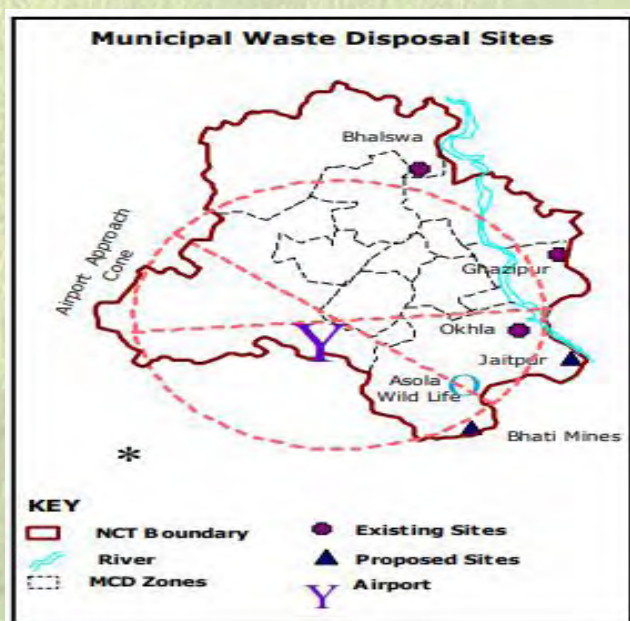 Municipal Waste Disposal Sites
Bhalswa
Airport Approach
Cone
Ghazipur
Okhla
Jaitpur
Asola
Wild Life
Bhati Mines
*
KEY
NCT Boundary
River
MCD Zones
Existing Sites
Proposed Sites
Y Airport